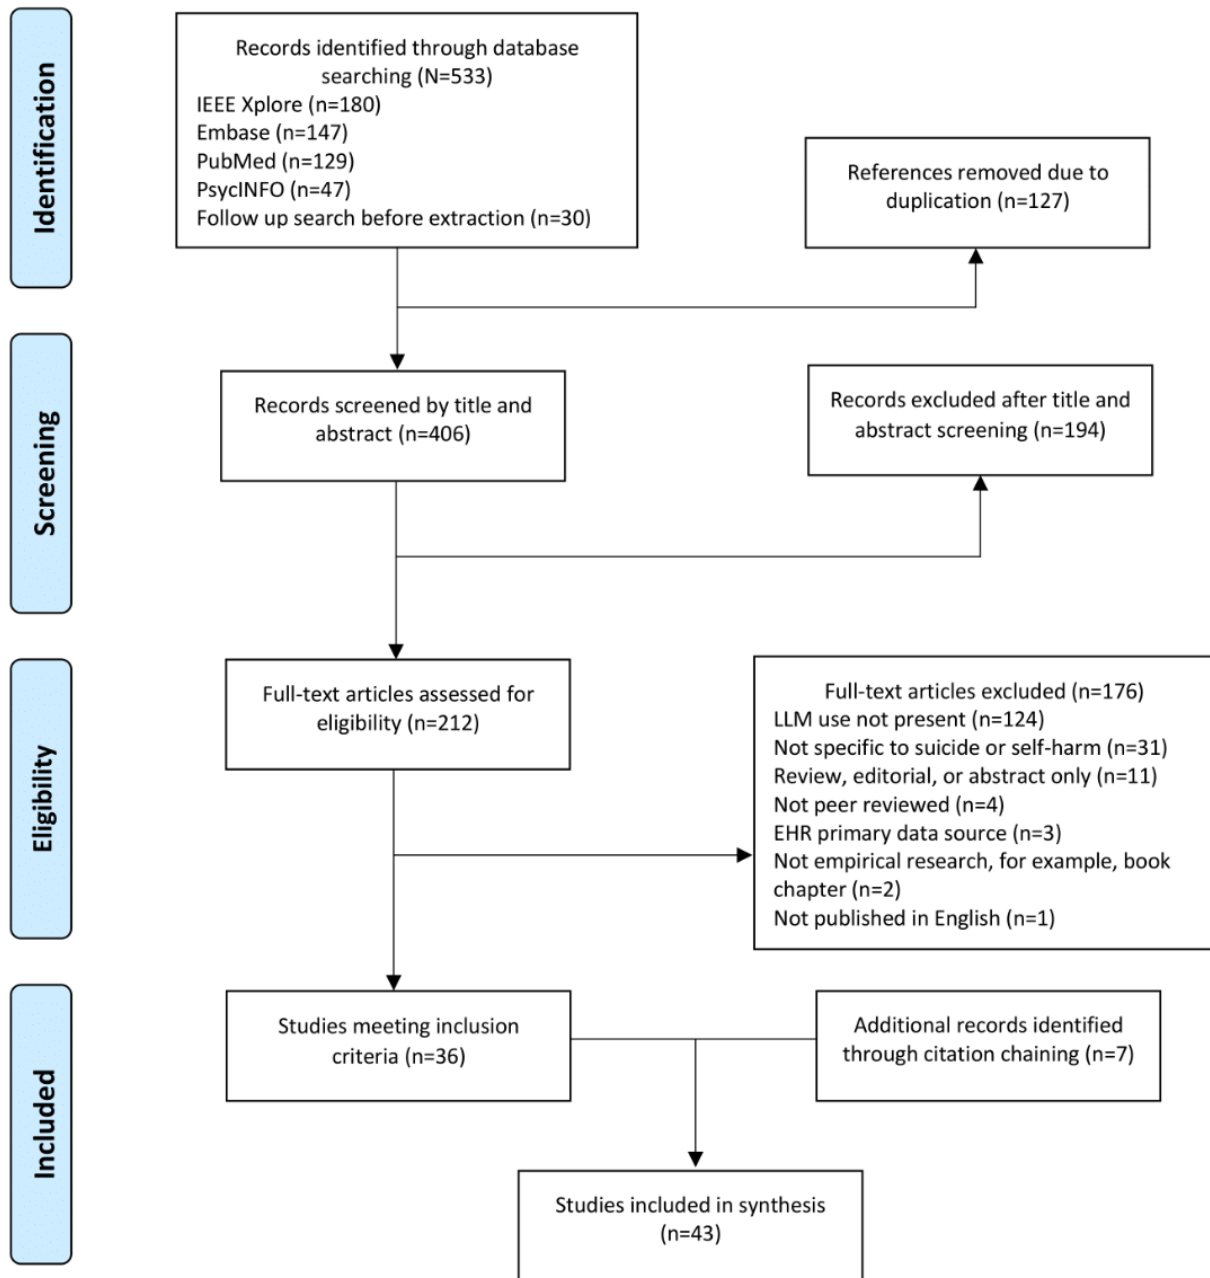 Identification
Records identified through database
searching (N=533)
IEEE Xplore (n=180)
Embase (n=147)
PubMed (n=129)
PsycINFO (n=47)
Follow up search before extraction (n=30)
References removed due to
duplication (n=127)
Screening
Records screened by title and
abstract (n=406)
Records excluded after title and
abstract screening (n=194)
Eligibility
Full-text articles assessed for
eligibility (n=212)
Full-text articles excluded (n=176)
LLM use not present (n=124)
Not specific to suicide or self-harm (n=31)
Review, editorial, or abstract only (n=11)
Not peer reviewed (n=4)
EHR primary data source (n=3)
Not empirical research, for example, book
chapter (n=2)
Not published in English (n=1)
Included
Studies meeting inclusion
criteria (n=36)
Additional records identified
through citation chaining (n=7)
Studies included in synthesis
(n=43)